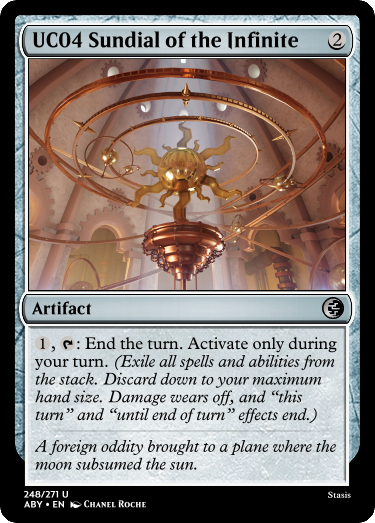 UC04 Sundial of the Infinite 2
Artifact
1, : End the turn. Activate only during
your turn. (Exile all spells and abilities from
the stack. Discard down to your maximum
hand size. Damage wears off, and “this
turn” and “until end of turn” effects end.)
A foreign oddity brought to a plane where the
moon subsumed the sun.
248/271 U
Stasis
ABY • EN Chanel Roche